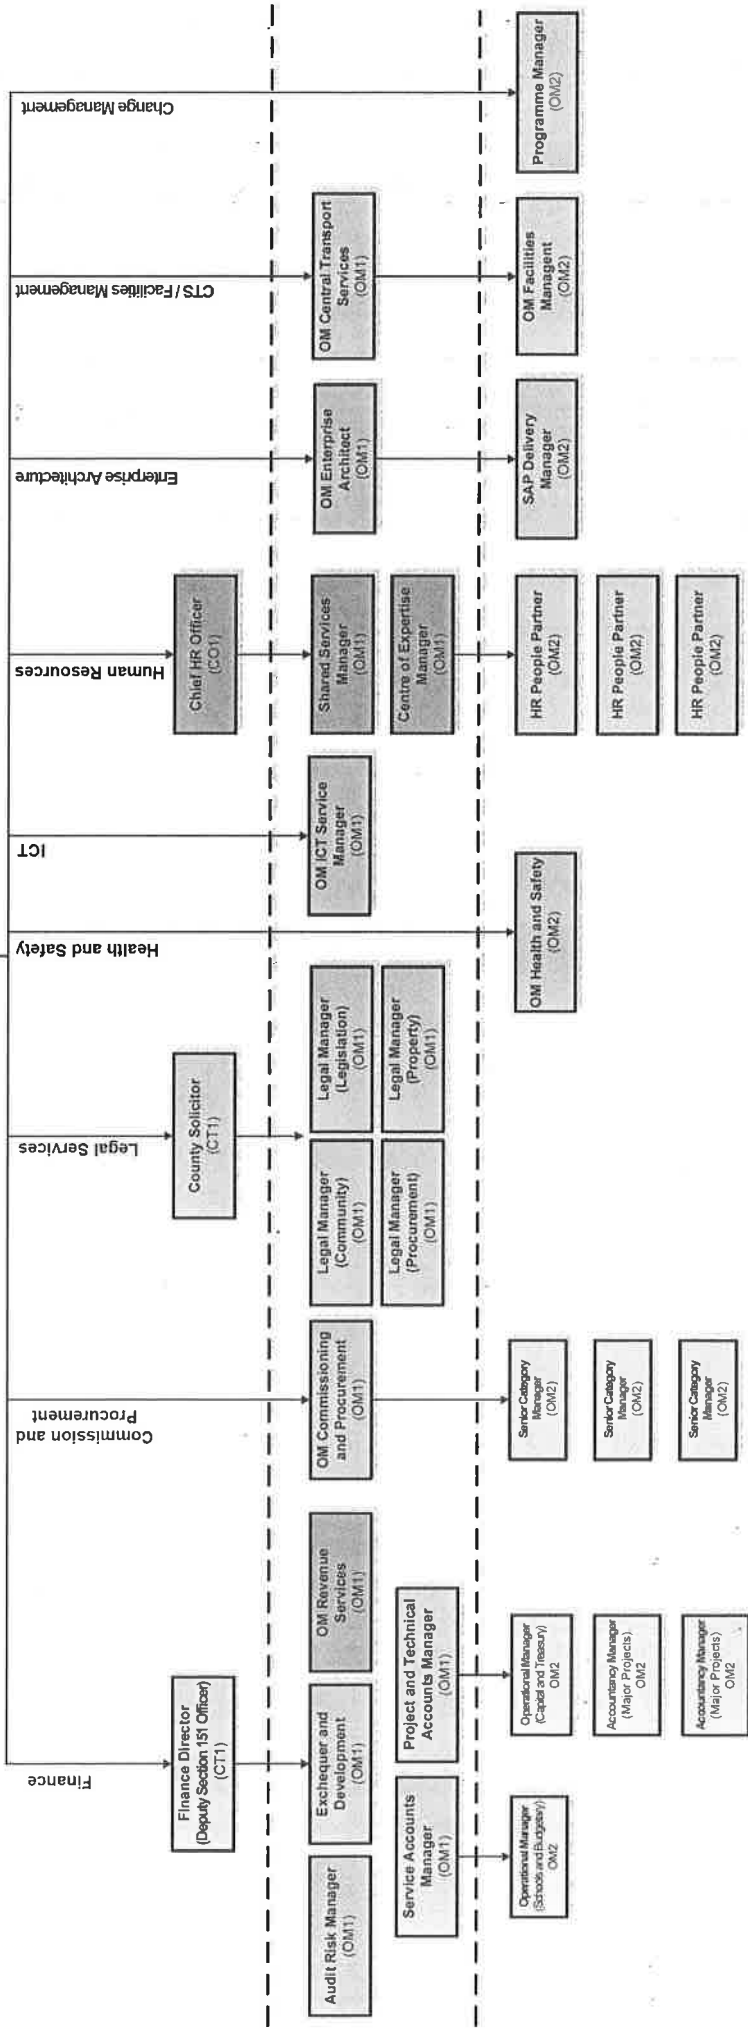 Finance
Commission and
Procurement
Legal Services
Health and Safety
ICT
Human Resources
Enterprise Architecture
CTS / Facilities Management
Change Management
Finance Director
(Deputy Section 151 Officer)
(CT1)
County Solicitor
(CT1)
Chief HR Officer
(CO1)
Audit Risk Manager
(OM1)
Exchequer and
Development
(OM1)
OM Revenue
Services
(OM1)
OM Commissioning
and Procurement
(OM1)
Legal Manager
(Community)
(OM1)
Legal Manager
(Legislation)
(OM1)
OM ICT Service
Manager
(OM1)
Shared Services
Manager
(OM1)
OM Enterprise
Architect
(OM1)
OM Central Transport
Services
(OM1)
Service Accounts
Manager
(OM1)
Project and Technical
Accounts Manager
(OM1)
Legal Manager
(Procurement)
(OM1)
Legal Manager
(Property)
(OM1)
Centre of Expertise
Manager
(OM1)
Operational Manager
(Schools and Budgetary)
OM2
Operational Manager
(Capital and Treasury)
OM2
Senior Category
Manager
(OM2)
OM Health and Safety
(OM2)
HR People Partner
(OM2)
SAP Delivery
Manager
(OM2)
OM Facilities
Managent
(OM2)
Programme Manager
(OM2)
Accountancy Manager
(Major Projects)
OM2
Senior Category
Manager
(OM2)
HR People Partner
(OM2)
Accountancy Manager
(Major Projects)
OM2
Senior Category
Manager
(OM2)
HR People Partner
(OM2)